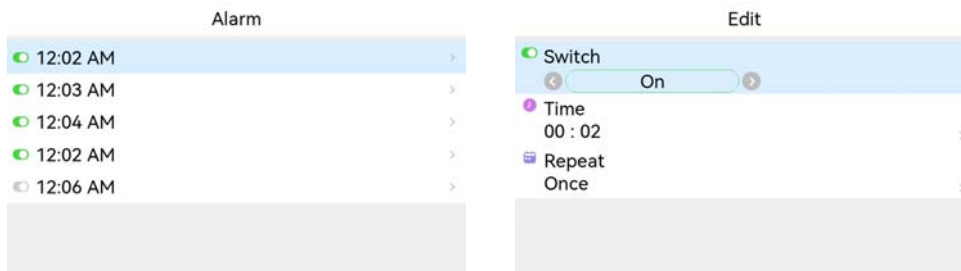 Alarm
12:02 AM
12:03 AM
12:04 AM
12:02 AM
12:06 AM
Edit
Switch
On
Time
00 : 02
Repeat
Once